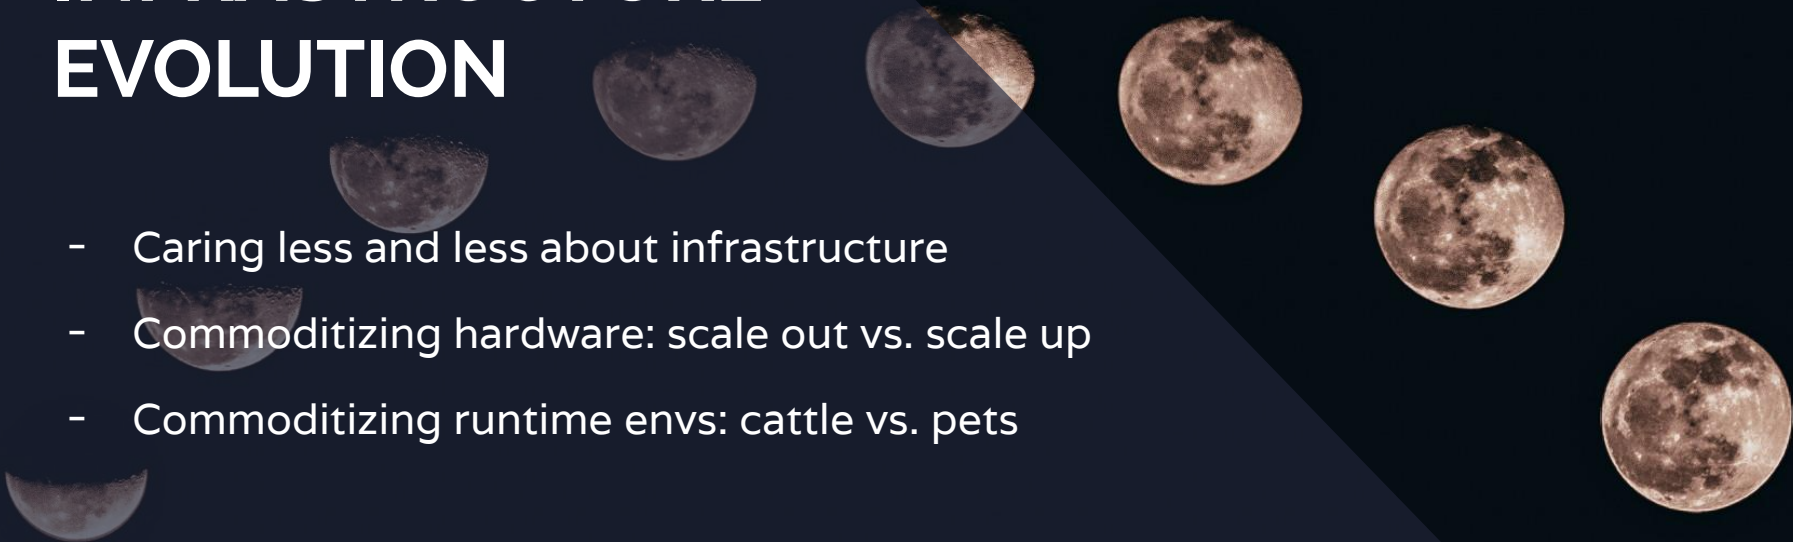 INFRASTRUCTURE
EVOLUTION
- Caring less and less about infrastructure
- Commoditizing hardware: scale out vs. scale up
- Commoditizing runtime envs: cattle vs. pets